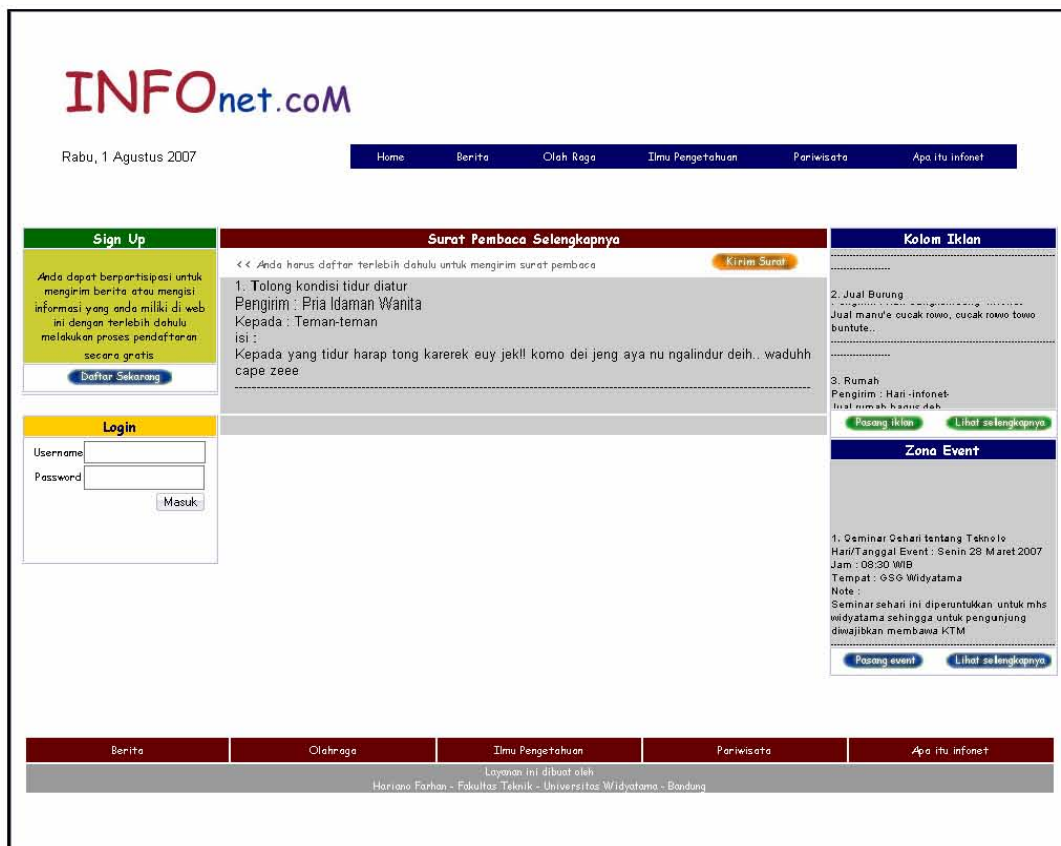 INFOnet.coM
Rabu, 1 Agustus 2007
Home Berita Olah Raga Ilmu Pengetahuan Pariwisata Apa itu infonet
Sign Up
Anda dapat berpartisipasi untuk
mengirim berita atau mengisi
informasi yang anda miliki di web
ini dengan terlebih dahulu
melakukan proses pendaftaran
secara gratis
Daftar Sekarang
Login
Username
Password
Masuk
Surat Pembaca Selengkapnya
<< Anda harus daftar terlebih dahulu untuk mengirim surat pembaca
Kirim Surat
1. Tolong kondisi tidur diatur
Pengirim : Pria Idaman Wanita
Kepada : Teman-teman
isi :
Kepada yang tidur harap tong karerek euy jek!! komo dei jeng aya nu ngalindur deih.. waduhh
cape zeee
Kolom Iklan
2. Jual Burung
Jual manu'e cucak rowo, cucak rowo towo
buntute..
3. Rumah
Pengirim : Hari -infonet-
Jual rumah bagus deh
Pasang iklan Lihat selengkapnya
Zona Event
1. Seminar Sehari tentang Teknolo
Hari/Tanggal Event : Senin 28 Maret 2007
Jam : 08:30 WIB
Tempat : GSG Widyatama
Note :
Seminar sehari ini diperuntukkan untuk mhs
widyatama sehingga untuk pengunjung
diwajibkan membawa KTM
Pasang event Lihat selengkapnya
Berita Olahraga Ilmu Pengetahuan Pariwisata Apa itu infonet
Layanan ini dibuat oleh
Hariano Farhan - Fakultas Teknik - Universitas Widyatama - Bandung